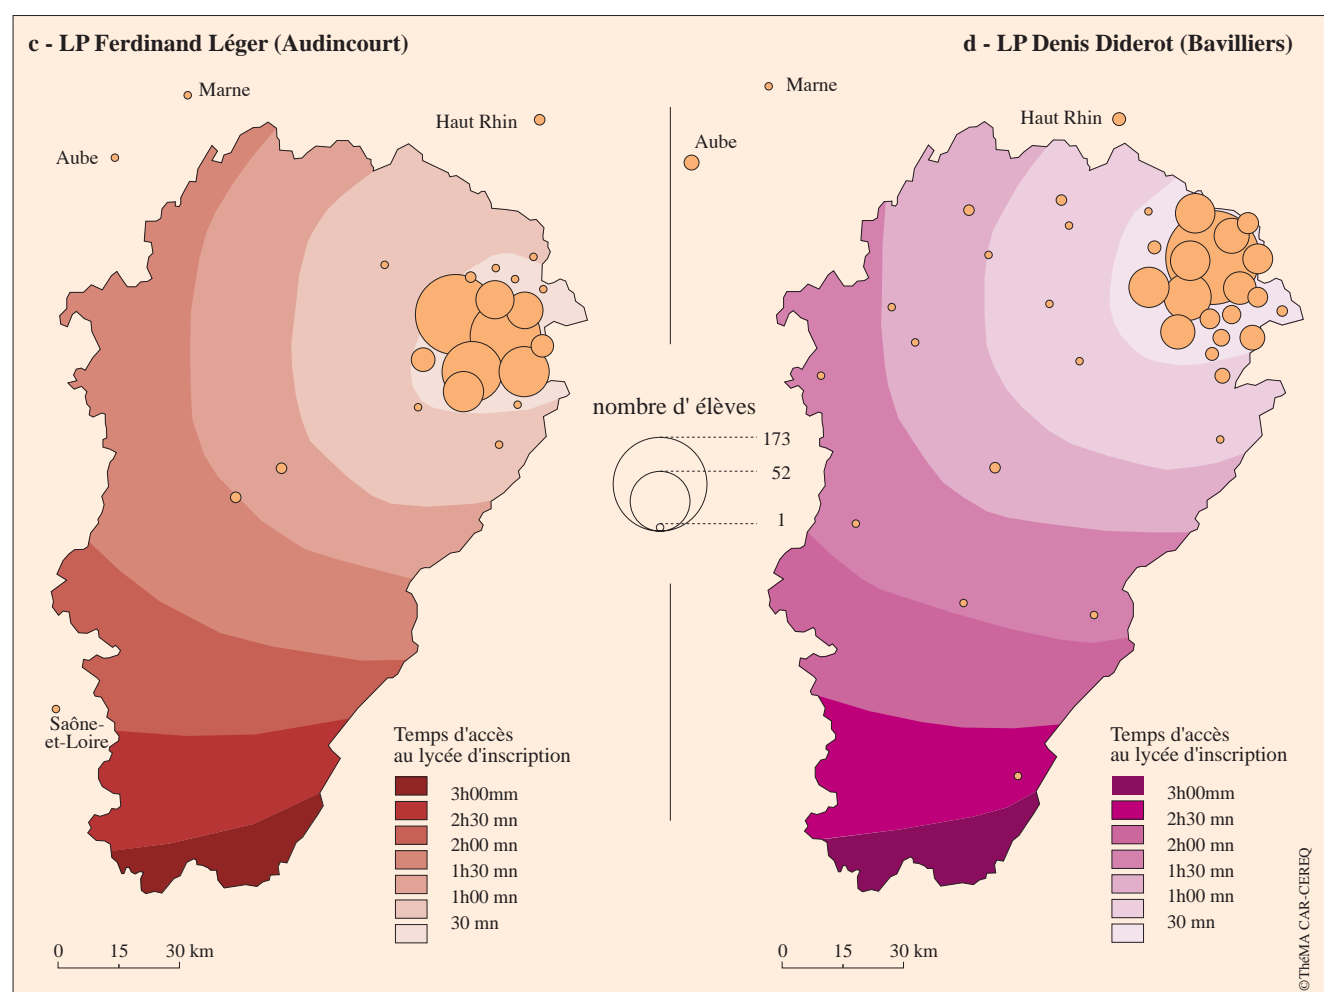 c - LP Ferdinand Léger (Audincourt)
d - LP Denis Diderot (Bavilliers)
Marne
Haut Rhin
Aube
Marne
Haut Rhin
Aube
nombre d' élèves
173
52
1
Saône-
et-Loire
Temps d'accès
au lycée d'inscription
3h00mm
2h30 mn
2h00 mn
1h30 mn
1h00 mn
30 mn
0 15 30 km
Temps d'accès
au lycée d'inscription
3h00mm
2h30 mn
2h00 mn
1h30 mn
1h00 mn
30 mn
0 15 30 km
©ThéMA CAR-CEREQ